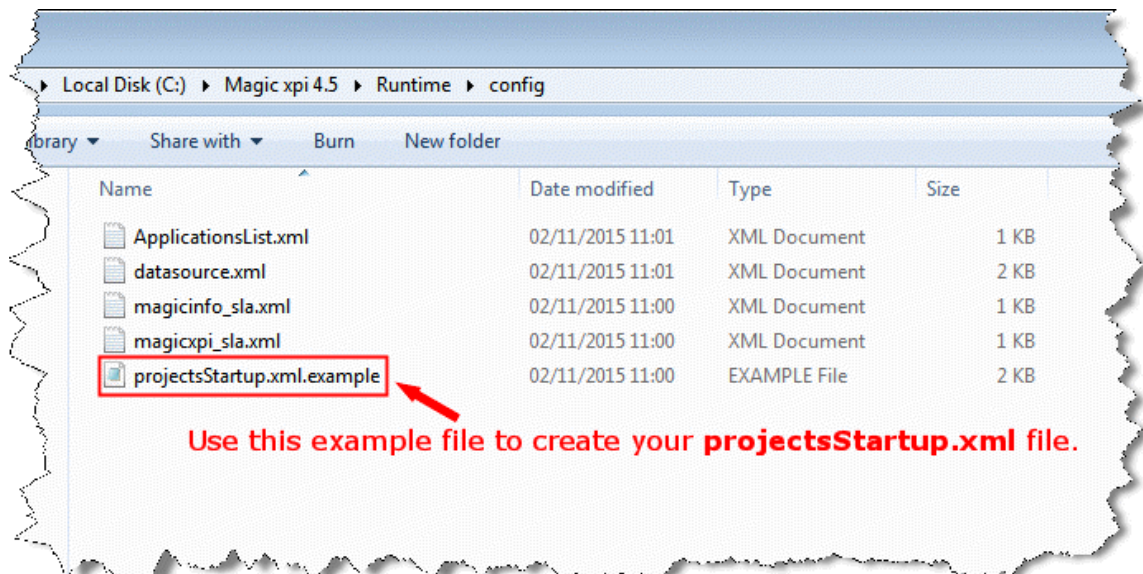 Local Disk (C:) Magic xpi 4.5 Runtime config
brary Share with Burn New folder
Name Date modified Type Size
ApplicationsList.xml 02/11/2015 11:01 XML Document 1 KB
datasource.xml 02/11/2015 11:01 XML Document 2 KB
magicinfo_sla.xml 02/11/2015 11:00 XML Document 1 KB
magicxpi_sla.xml 02/11/2015 11:00 XML Document 1 KB
projectsStartup.xml.example 02/11/2015 11:00 EXAMPLE File 2 KB
Use this example file to create your projectsStartup.xml file.